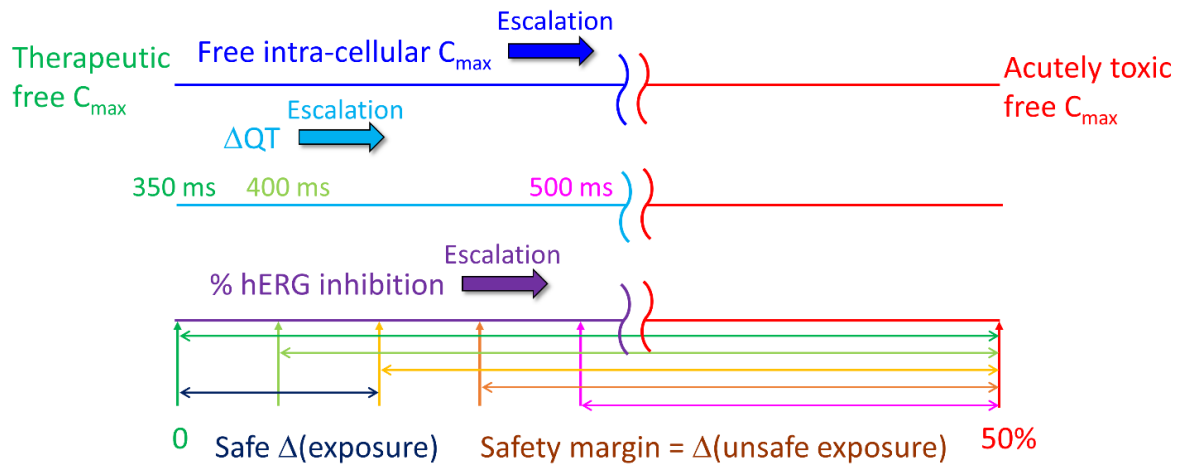 Escalation
Therapeutic
free Cmax
Free intra-cellular Cmax
Acutely toxic
free Cmax
Escalation
ΔQT
350 ms
400 ms
500 ms
Escalation
% hERG inhibition
0
Safe Δ(exposure)
Safety margin = Δ(unsafe exposure)
50%